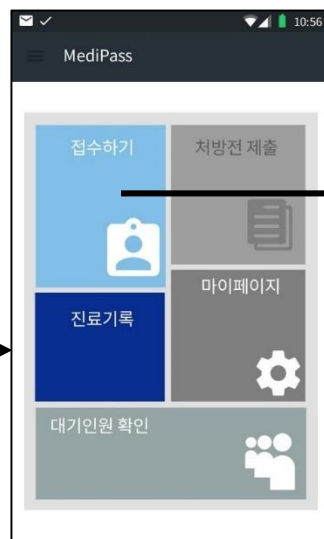 10:56
MediPass
접수하기
처방전 제출
마이페이지
진료기록
대기인원 확인